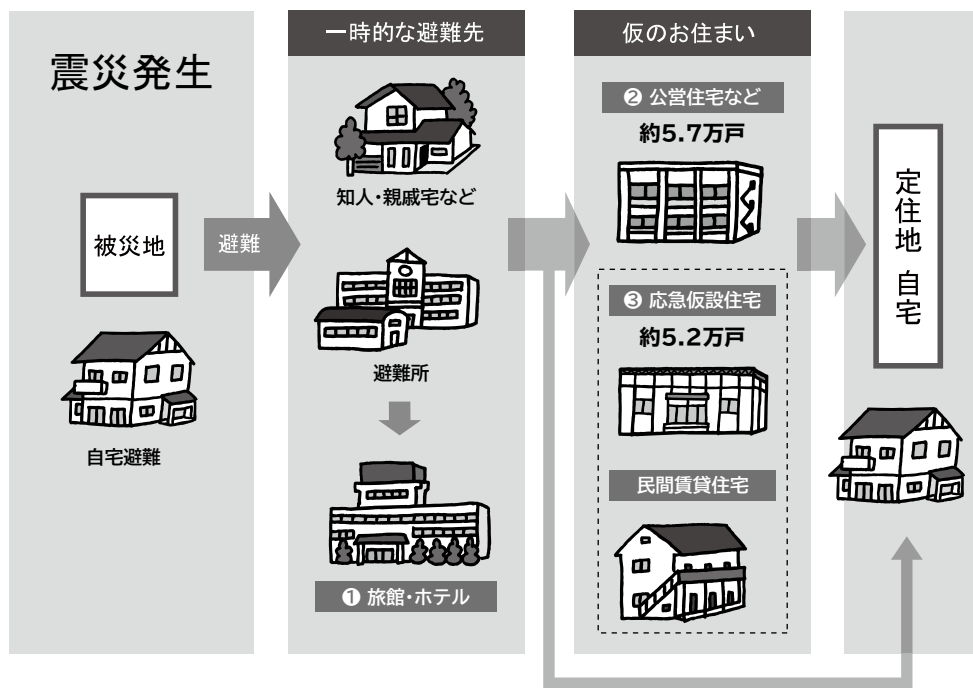 震災発生
被災地
自宅避難
避難
一時的な避難先
知人・親戚宅など
避難所
❶ 旅館・ホテル
仮のお住まい
❷ 公営住宅など
約5.7万戸
❸ 応急仮設住宅
約5.2万戸
民間賃貸住宅
定住地 自宅